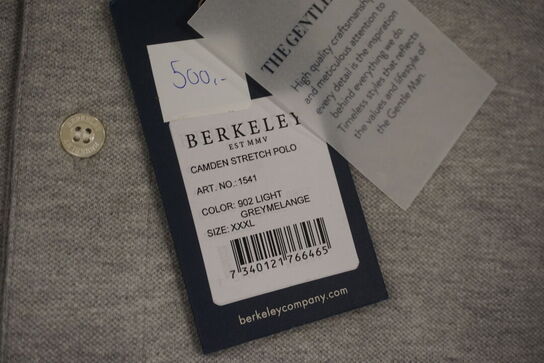 500,-
BERKELEY
EST MMV
CAMDEN STRETCH POLO
ART. NO.: 1541
COLOR: 902 LIGHT
GREYMELANGE
SIZE: XXXL
7 340121 766465
berkeleycompany.com
THE GENTLE
High quality craftsmanship
and meticulous attention to
every detail is the inspiration
behind everything we do.
Timeless styles that reflects
the values and lifestyle of
the Gentle Man.